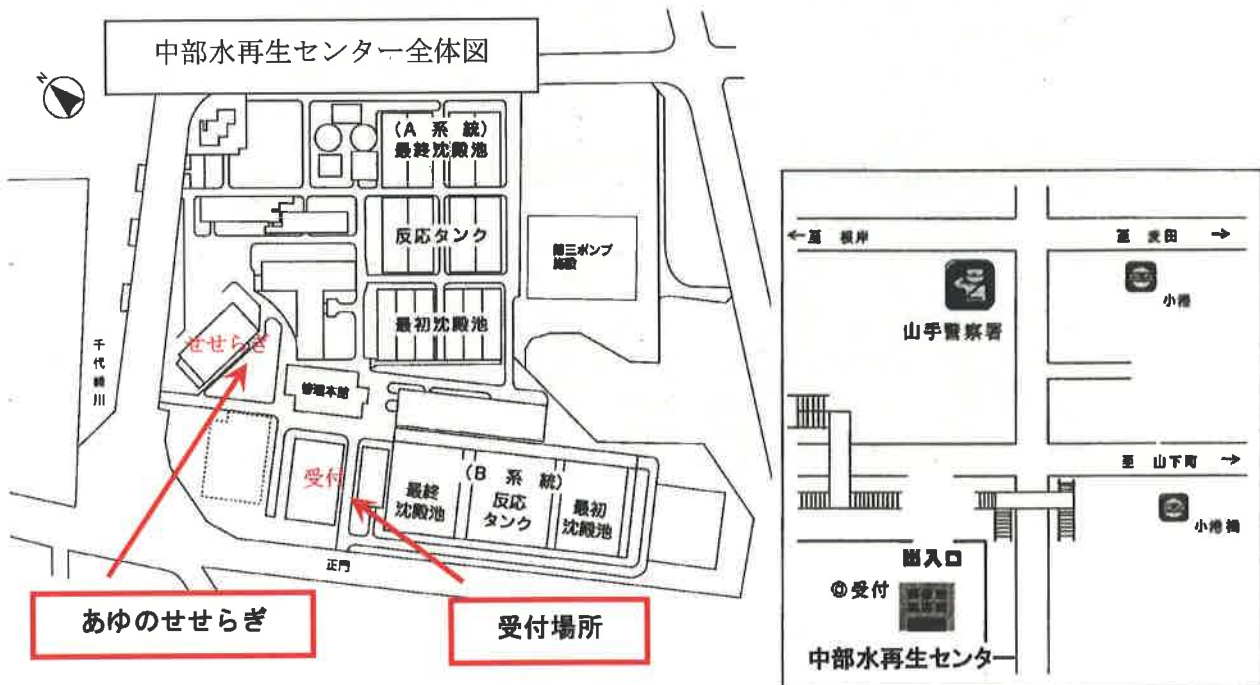 中部水再生センター全体図
N
(A 系 統)
最終沈殿池
反応タンク
第三ポンプ
施設
最初沈殿池
せせらぎ
千代崎川
管理本館
受付
(B 系 統)
最終
沈殿池
反応
タンク
最初
沈殿池
正門
あゆのせせらぎ
受付場所
←至 根岸
至 麦田 →
小港
山手警察署
至 山下町 →
小港橋
出入口
◎受付
中部水再生センター